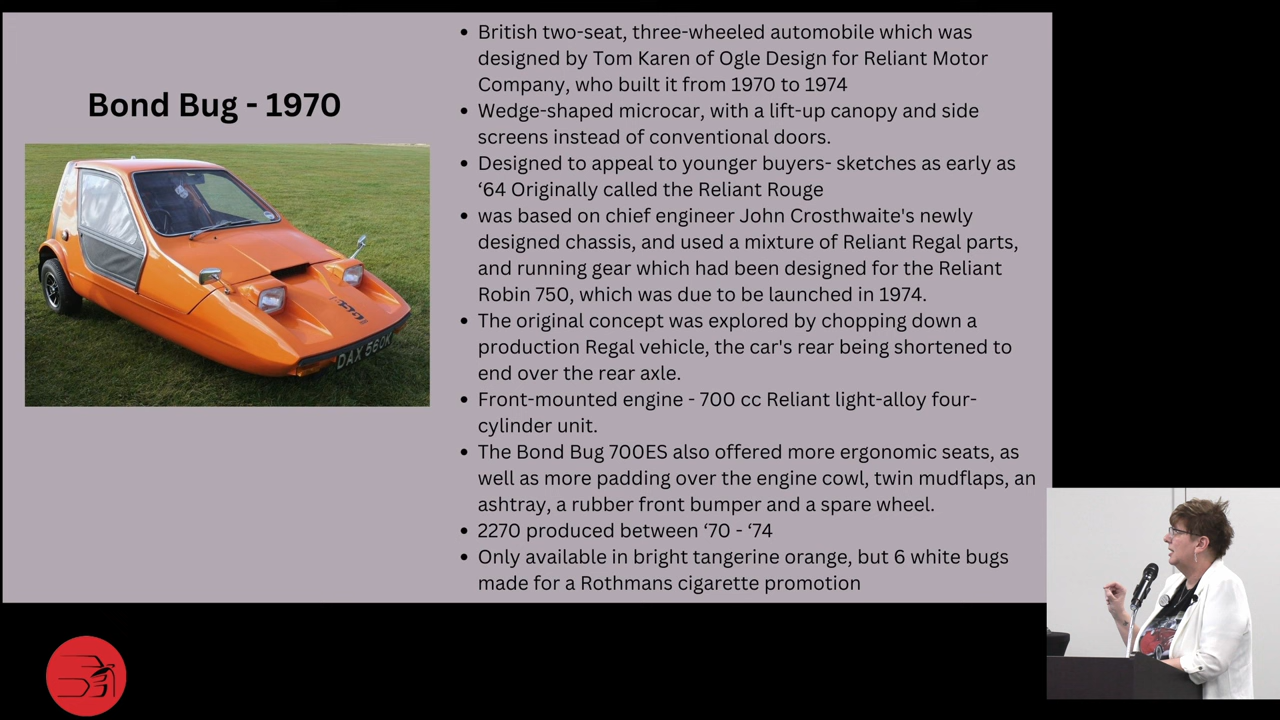 Bond Bug - 1970
DAX 560K
• British two-seat, three-wheeled automobile which was
designed by Tom Karen of Ogle Design for Reliant Motor
Company, who built it from 1970 to 1974
• Wedge-shaped microcar, with a lift-up canopy and side
screens instead of conventional doors.
• Designed to appeal to younger buyers- sketches as early as
‘64 Originally called the Reliant Rouge
• was based on chief engineer John Crosthwaite's newly
designed chassis, and used a mixture of Reliant Regal parts,
and running gear which had been designed for the Reliant
Robin 750, which was due to be launched in 1974.
• The original concept was explored by chopping down a
production Regal vehicle, the car's rear being shortened to
end over the rear axle.
• Front-mounted engine - 700 cc Reliant light-alloy four-
cylinder unit.
• The Bond Bug 700ES also offered more ergonomic seats, as
well as more padding over the engine cowl, twin mudflaps, an
ashtray, a rubber front bumper and a spare wheel.
• 2270 produced between ‘70 - ‘74
• Only available in bright tangerine orange, but 6 white bugs
made for a Rothmans cigarette promotion